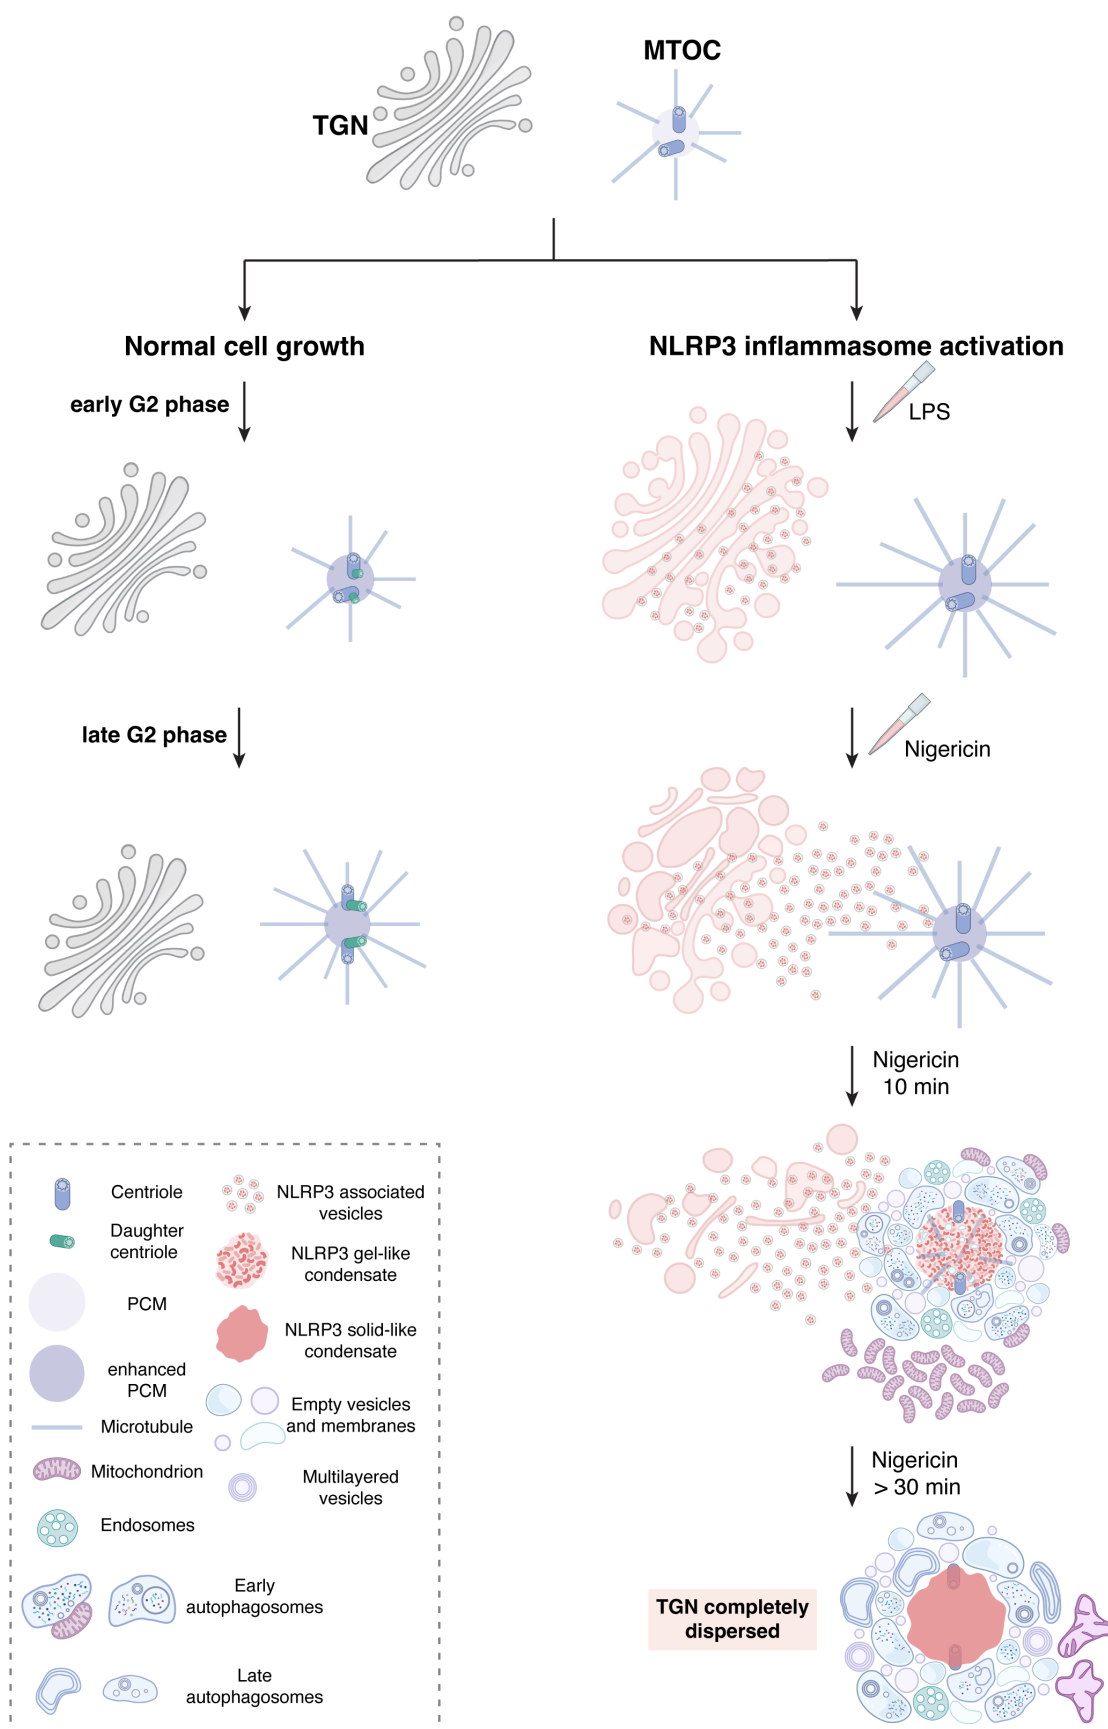 MTOC
TGN
Normal cell growth
NLRP3 inflammasome activation
early G2 phase
LPS
late G2 phase
Nigericin
Nigericin
10 min
Nigericin
> 30 min
TGN completely
dispersed
Centriole
Daughter
centriole
PCM
enhanced
PCM
Microtubule
Mitochondrion
Endosomes
NLRP3 associated
vesicles
NLRP3 gel-like
condensate
NLRP3 solid-like
condensate
Empty vesicles
and membranes
Multilayered
vesicles
Early
autophagosomes
Late
autophagosomes